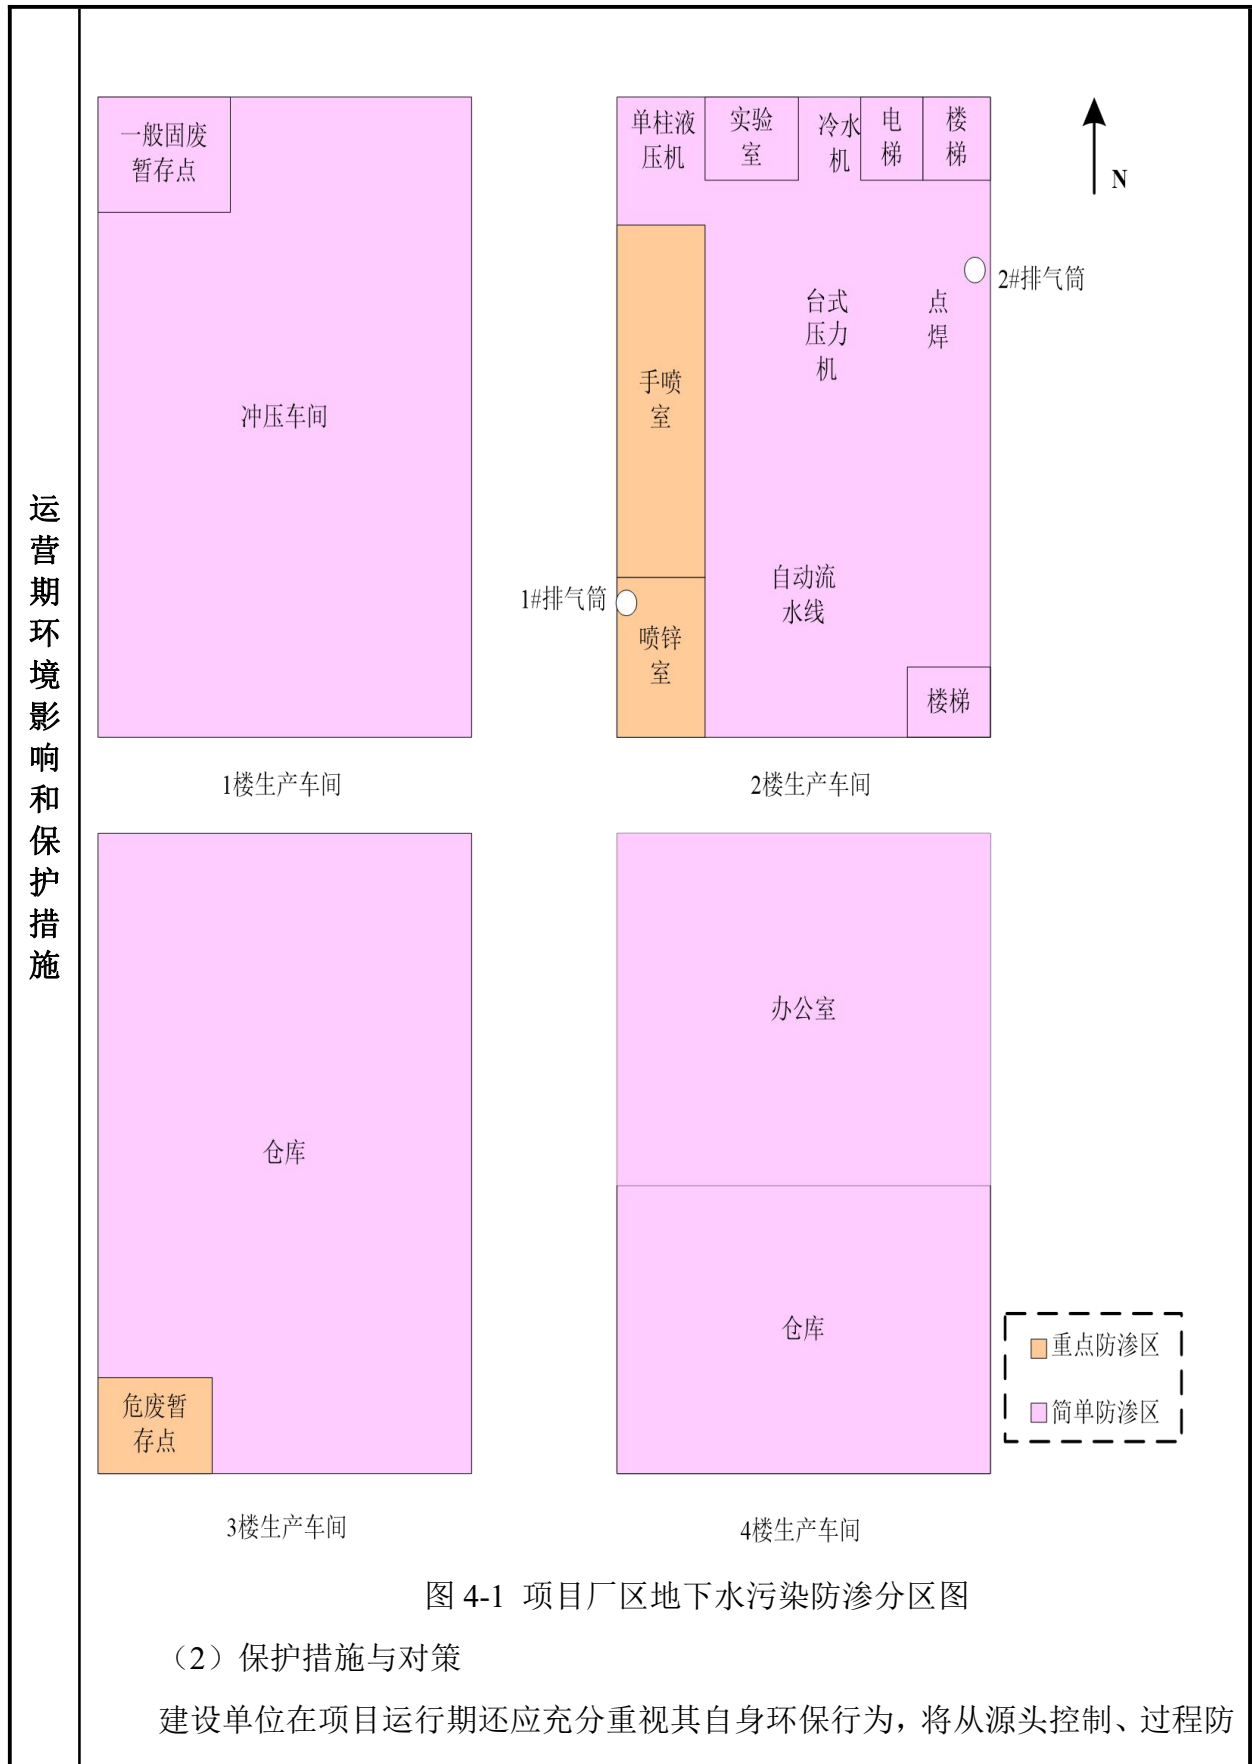 运
营
期
环
境
影
响
和
保
护
措
施
一般固废
暂存点
冲压车间
1楼生产车间
单柱液
压机
实验
室
冷水
机
电
梯
楼
梯
N
2#排气筒
台式
压力
机
点
焊
手喷
室
1#排气筒
自动流
水线
喷锌
室
楼梯
2楼生产车间
仓库
危废暂
存点
3楼生产车间
办公室
仓库
4楼生产车间
重点防渗区
简单防渗区
图 4-1 项目厂区地下水污染防渗分区图
（2）保护措施与对策
建设单位在项目运行期还应充分重视其自身环保行为，将从源头控制、过程防